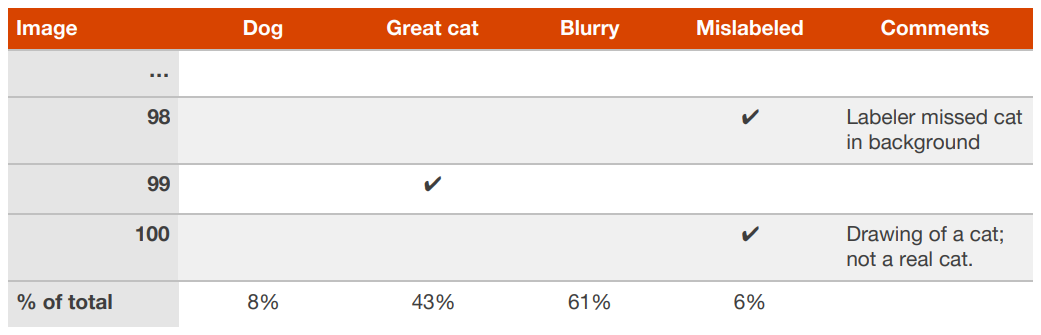 Image Dog Great cat Blurry Mislabeled Comments
...
98 ✔ Labeler missed cat
in background
99 ✔
100 ✔ Drawing of a cat;
not a real cat.
% of total 8% 43% 61% 6%